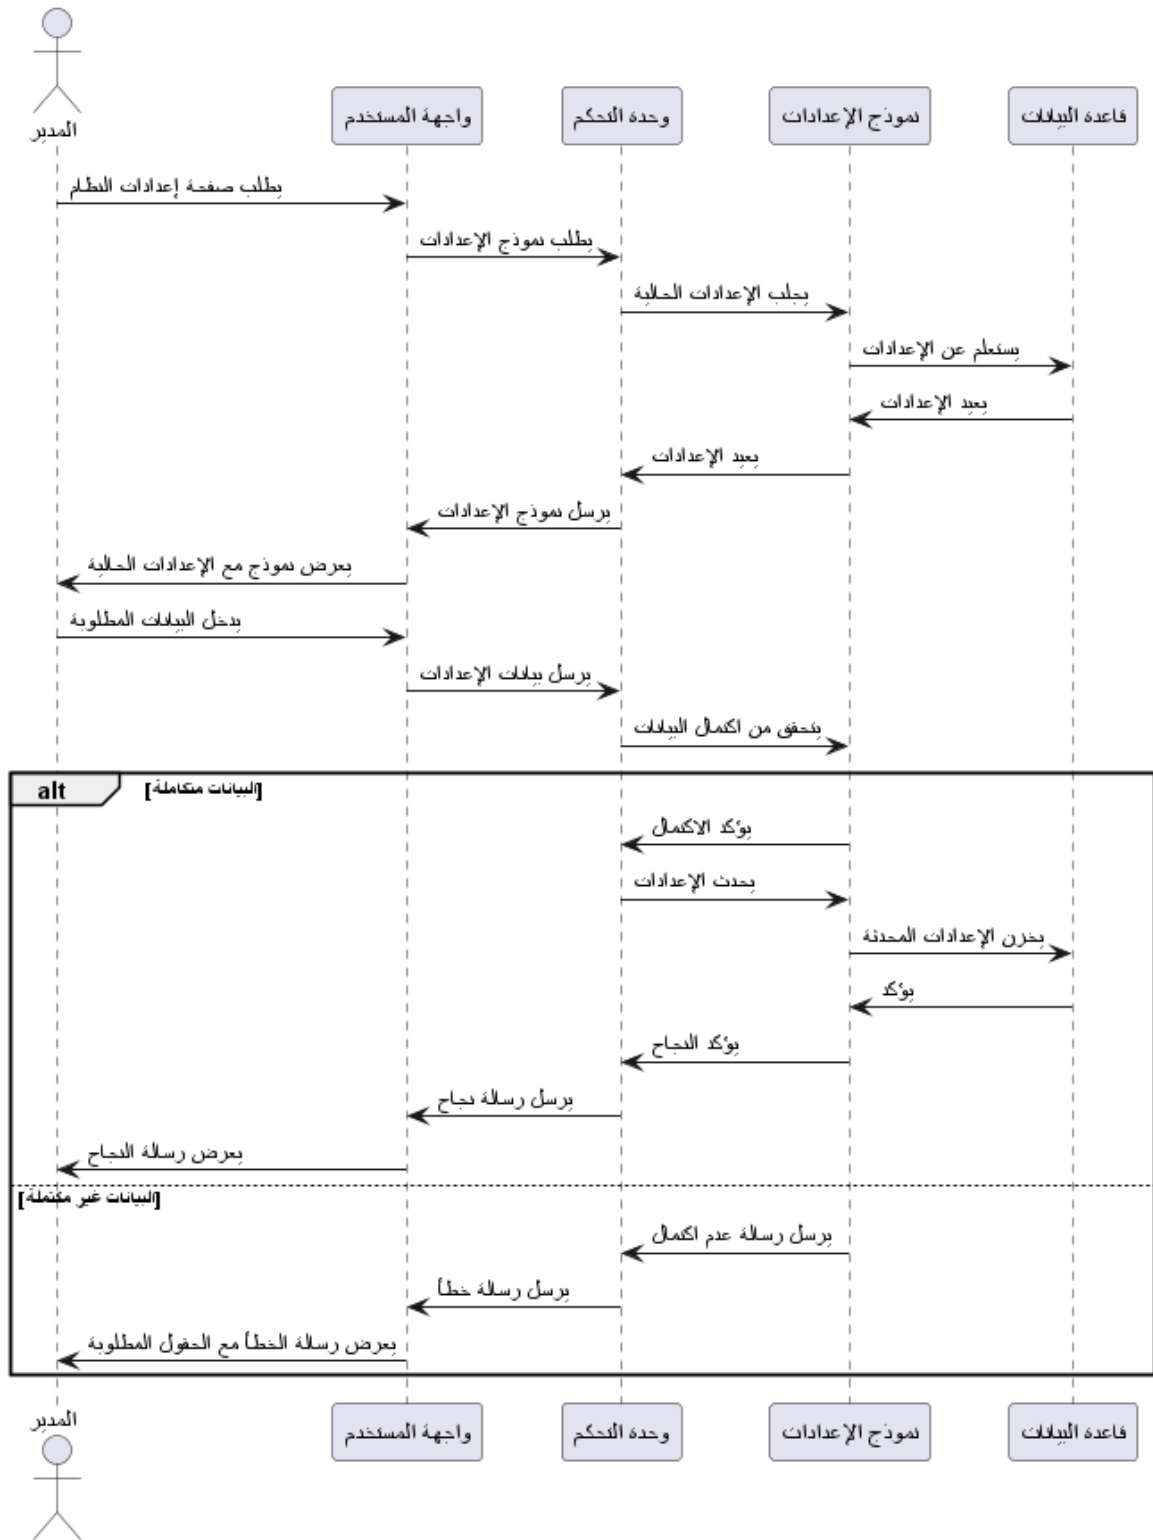 المدير
واجهة المستخدم
وحدة التحكم
نموذج الإعدادات
قاعدة البيانات
يطلب صفحة إعدادات النظام
يطلب نموذج الإعدادات
يجلب الإعدادات الحالية
يستعلم عن الإعدادات
يعيد الإعدادات
يعيد الإعدادات
يرسل نموذج الإعدادات
يعرض نموذج مع الإعدادات الحالية
يدخل البيانات المطلوبة
يرسل بيانات الإعدادات
يتحقق من اكتمال البيانات
alt
[البيانات متكاملة]
يؤكد الاكتمال
يحدث الإعدادات
يخزن الإعدادات المحدثة
يؤكد
يؤكد النجاح
يرسل رسالة نجاح
يعرض رسالة النجاح
[البيانات غير مكتملة]
يرسل رسالة عدم اكتمال
يرسل رسالة خطأ
يعرض رسالة الخطأ مع الحقول المطلوبة
المدير
واجهة المستخدم
وحدة التحكم
نموذج الإعدادات
قاعدة البيانات